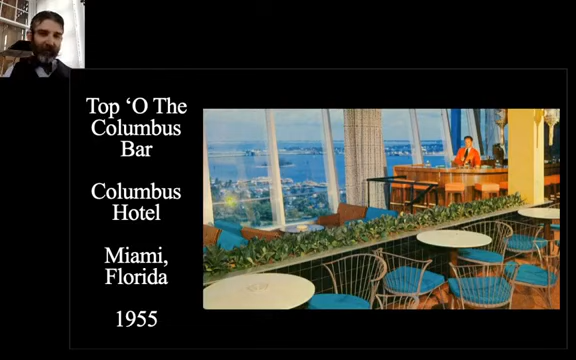 Top ‘O The
Columbus
Bar
Columbus
Hotel
Miami,
Florida
1955